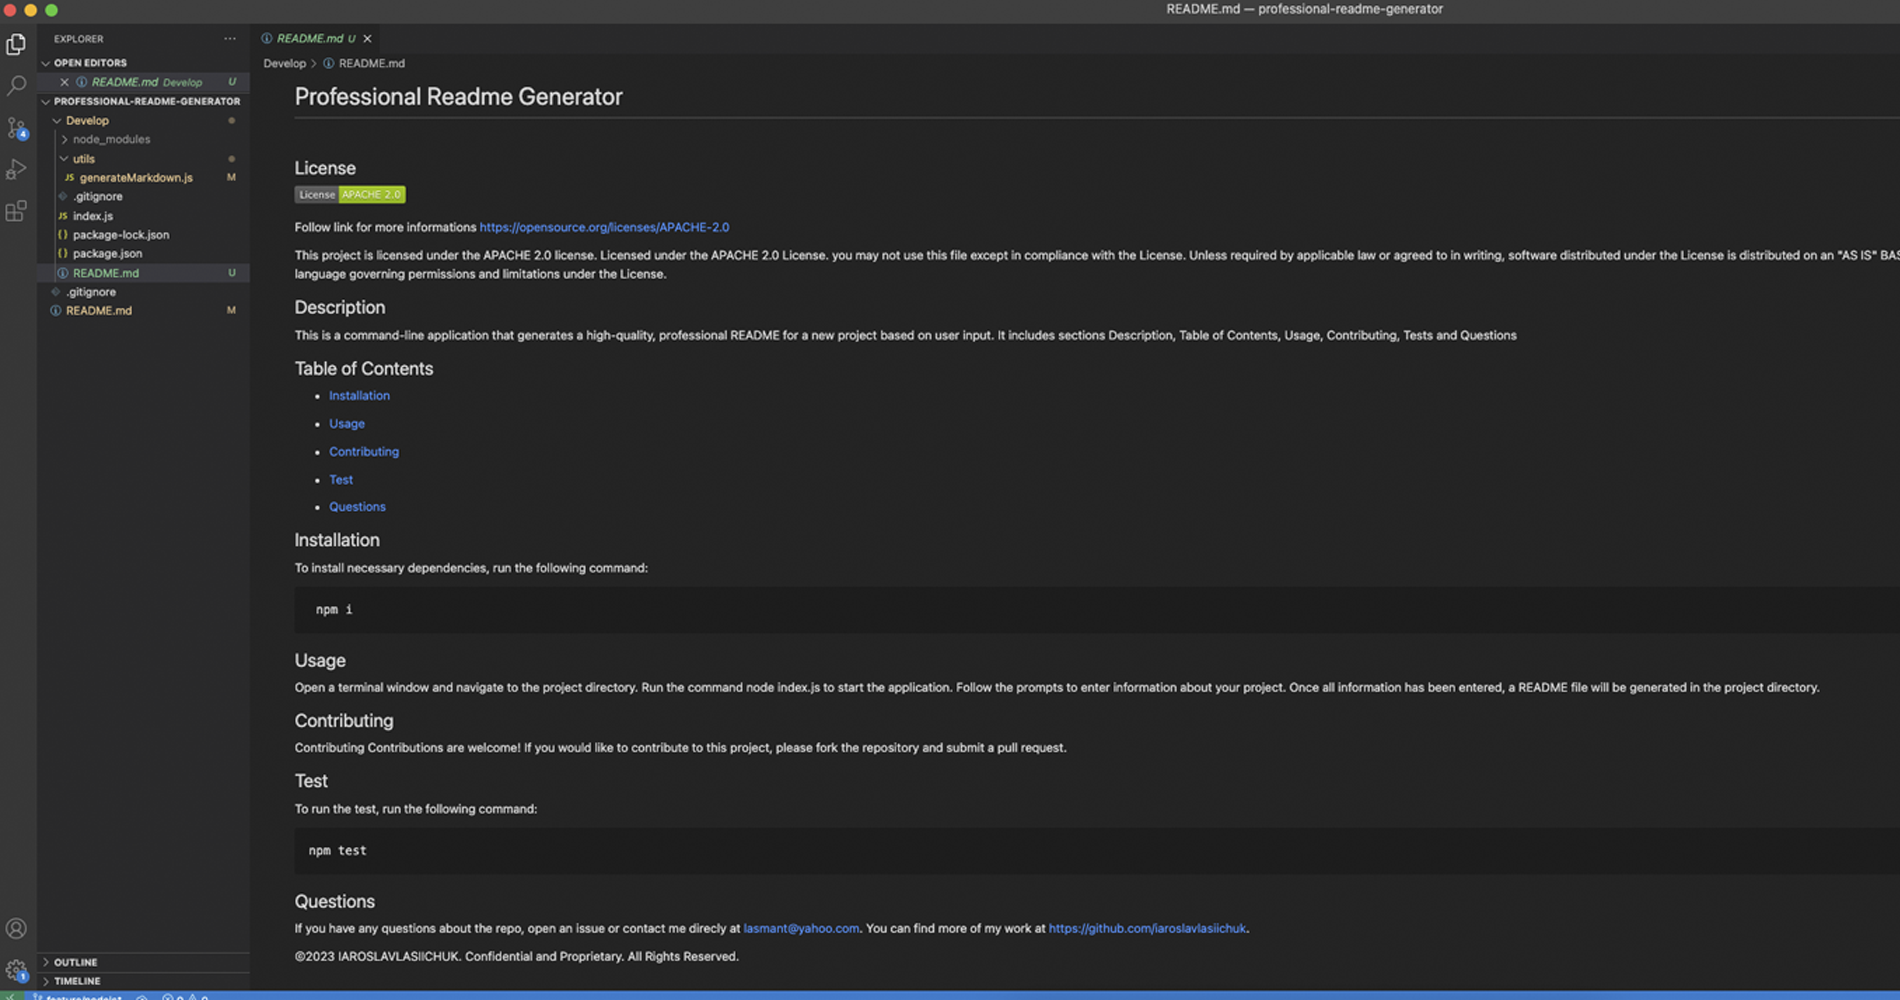 README.md — professional-readme-generator
EXPLORER
README.md U
OPEN EDITORS
README.md Develop U
PROFESSIONAL-README-GENERATOR
Develop
node_modules
utils
JS generateMarkdown.js M
.gitignore
JS index.js
{} package-lock.json
{} package.json
README.md U
.gitignore
README.md M
4
OUTLINE
TIMELINE
1
Develop > README.md
Professional Readme Generator
License
License APACHE 2.0
Follow link for more informations https://opensource.org/licenses/APACHE-2.0
This project is licensed under the APACHE 2.0 license. Licensed under the APACHE 2.0 License. you may not use this file except in compliance with the License. Unless required by applicable law or agreed to in writing, software distributed under the License is distributed on an "AS IS" BAS
language governing permissions and limitations under the License.
Description
This is a command-line application that generates a high-quality, professional README for a new project based on user input. It includes sections Description, Table of Contents, Usage, Contributing, Tests and Questions
Table of Contents
• Installation
• Usage
• Contributing
• Test
• Questions
Installation
To install necessary dependencies, run the following command:
npm i
Usage
Open a terminal window and navigate to the project directory. Run the command node index.js to start the application. Follow the prompts to enter information about your project. Once all information has been entered, a README file will be generated in the project directory.
Contributing
Contributing Contributions are welcome! If you would like to contribute to this project, please fork the repository and submit a pull request.
Test
To run the test, run the following command:
npm test
Questions
If you have any questions about the repo, open an issue or contact me direcly at lasmant@yahoo.com. You can find more of my work at https://github.com/iaroslavlasiichuk.
©2023 IAROSLAVLASIICHUK. Confidential and Proprietary. All Rights Reserved.